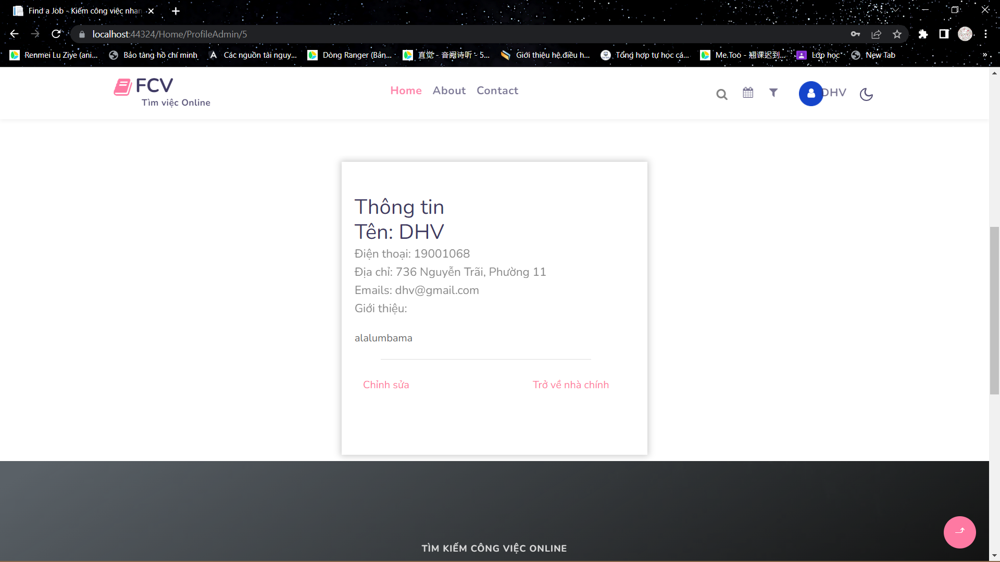 Find a Job - Kiếm công việc nhan
localhost:44324/Home/ProfileAdmin/5
Renmei Lu Ziye (ani...
Bảo tàng hồ chí minh
Các nguồn tài nguy...
Dòng Ranger (Bản,...
直觉 - 音阙诗听 - 5...
Giới thiệu hệ điều h...
Tổng hợp tự học cá...
Me Too - 翘课迟到...
Lớp học
New Tab
»
FCV
Tìm việc Online
Home
About
Contact
DHV
Thông tin
Tên: DHV
Điện thoại: 19001068
Địa chỉ: 736 Nguyễn Trãi, Phường 11
Emails: dhv@gmail.com
Giới thiệu:
alalumbama
Chỉnh sửa
Trở về nhà chính
TÌM KIẾM CÔNG VIỆC ONLINE